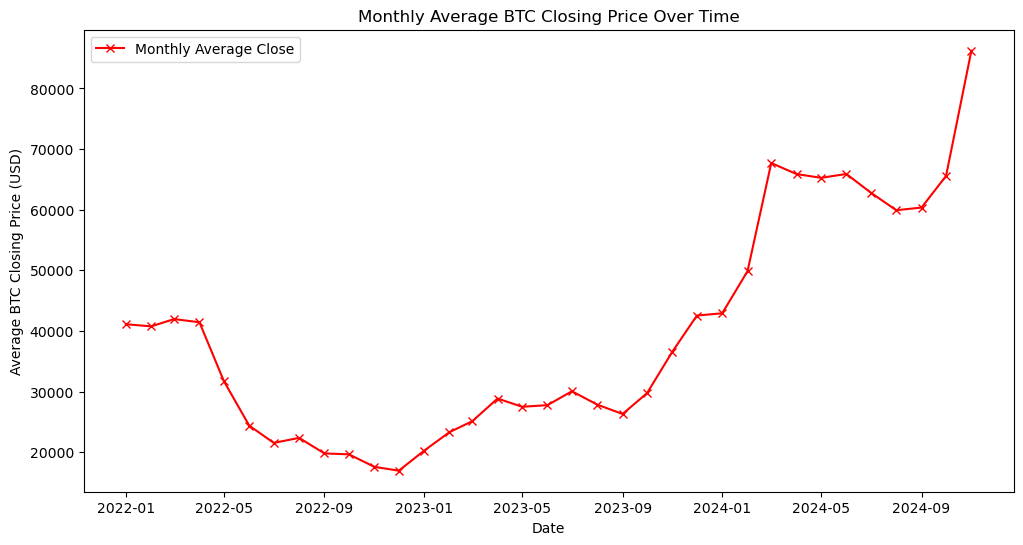 Monthly Average BTC Closing Price Over Time
Monthly Average Close
Average BTC Closing Price (USD)
80000
70000
60000
50000
40000
30000
20000
2022-01 2022-05 2022-09 2023-01 2023-05 2023-09 2024-01 2024-05 2024-09
Date